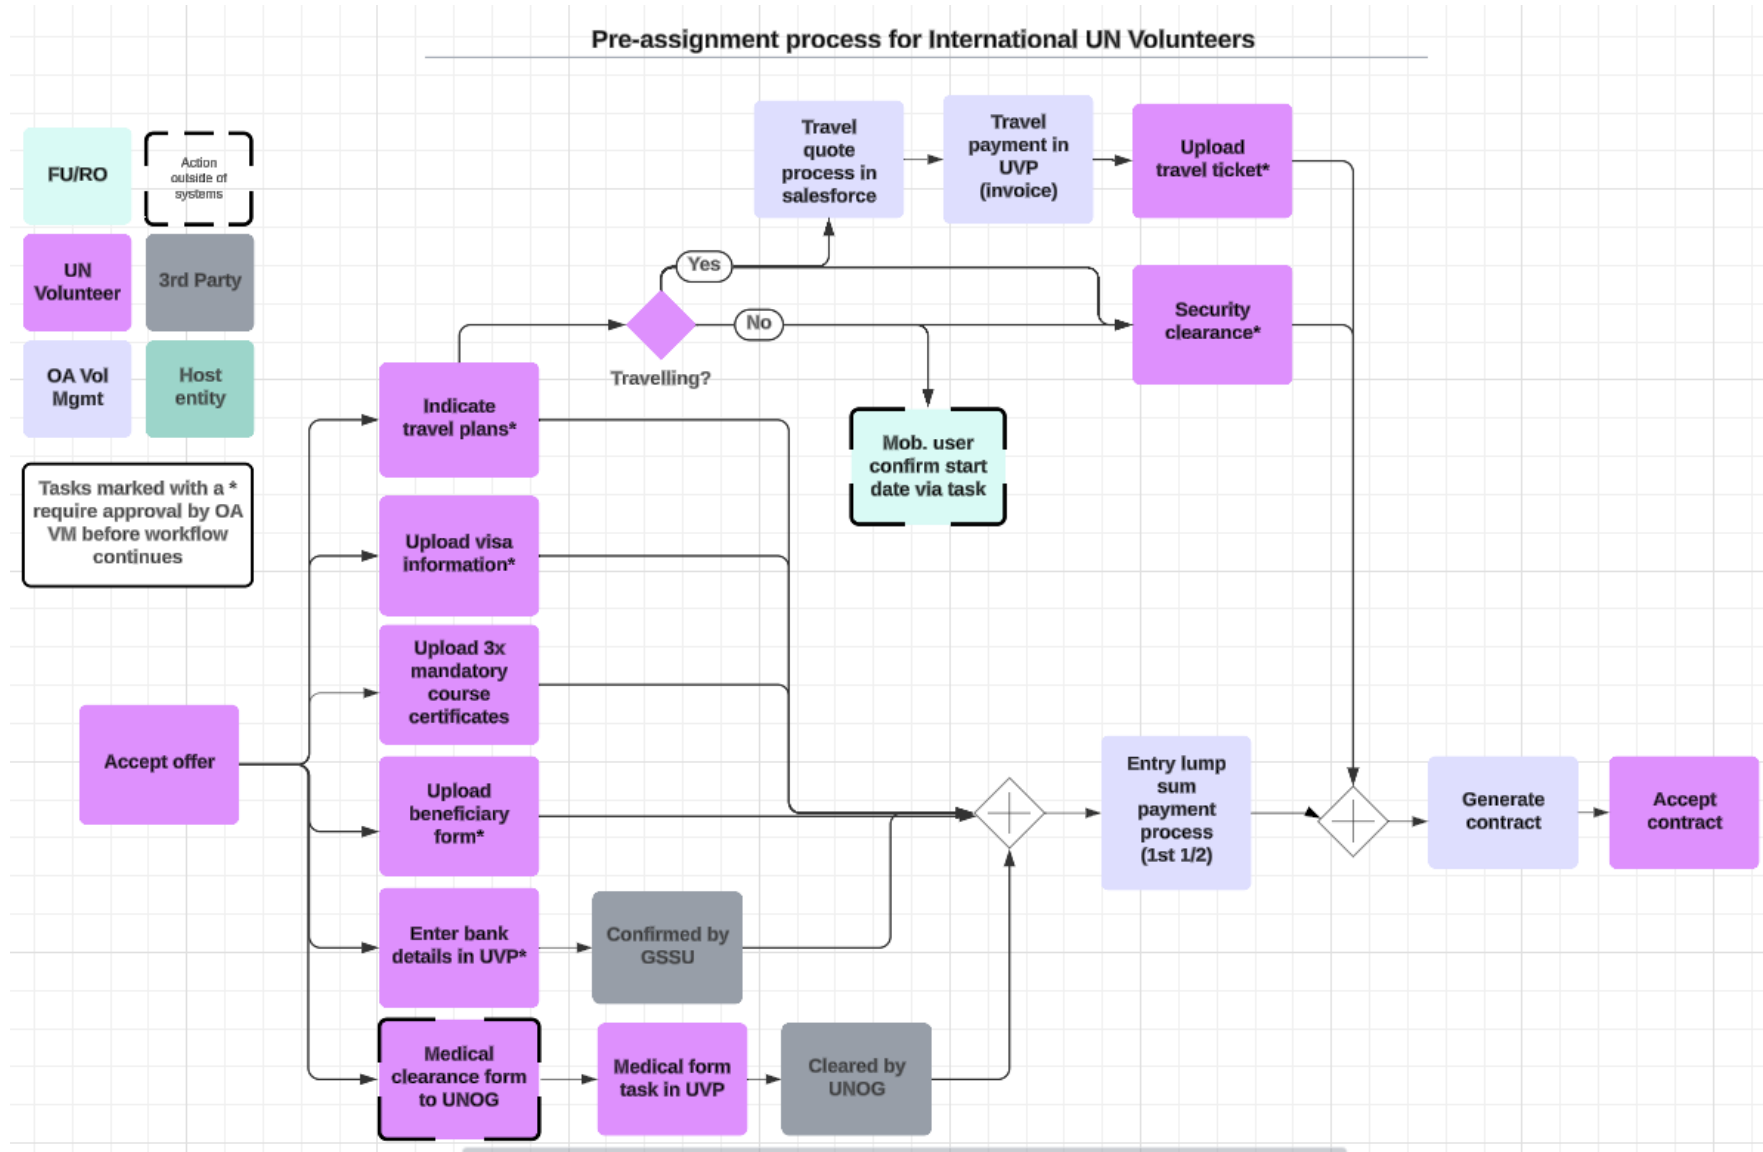 Pre-assignment process for International UN Volunteers
FU/RO
Action
outside of
systems
UN
Volunteer
3rd Party
OA Vol
Mgmt
Host
entity
Tasks marked with a *
require approval by OA
VM before workflow
continues
Travel
quote
process in
salesforce
Travel
payment in
UVP
(invoice)
Upload
travel ticket*
Yes
No
Travelling?
Security
clearance*
Mob. user
confirm start
date via task
Indicate
travel plans*
Upload visa
information*
Upload 3x
mandatory
course
certificates
Accept offer
Upload
beneficiary
form*
Enter bank
details in UVP*
Confirmed by
GSSU
Medical
clearance form
to UNOG
Medical form
task in UVP
Cleared by
UNOG
Entry lump
sum
payment
process
(1st 1/2)
Generate
contract
Accept
contract